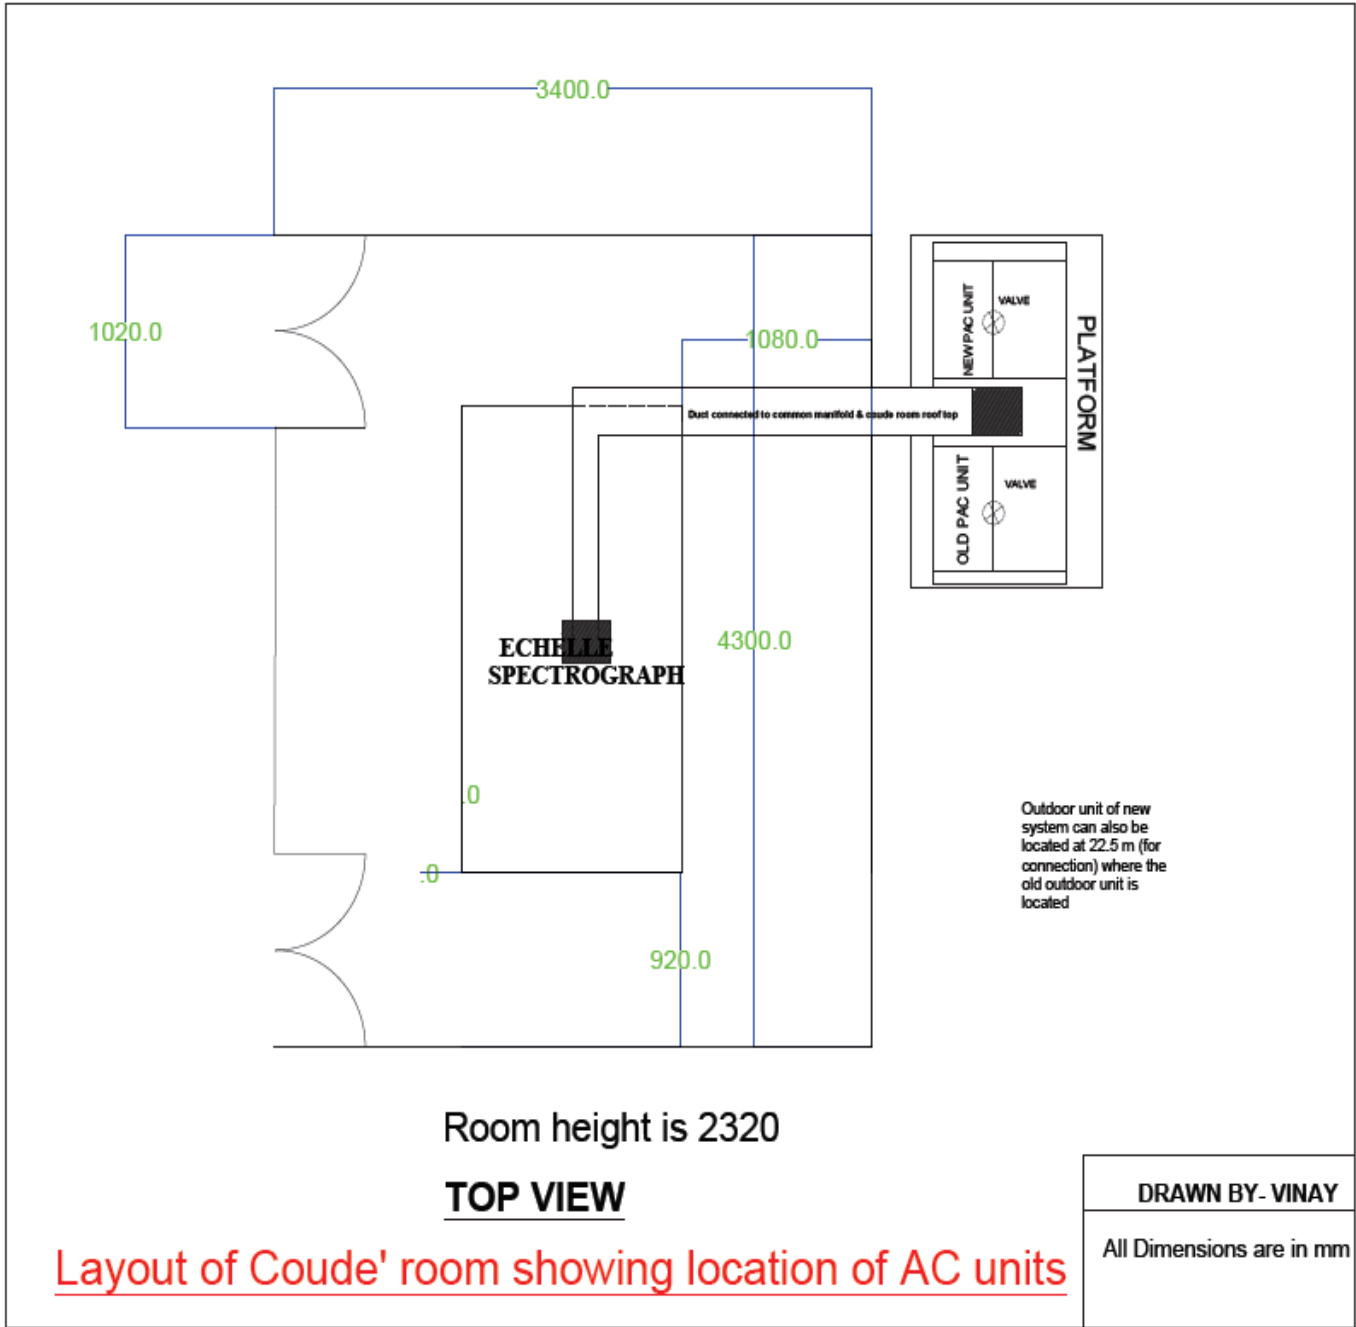 3400.0
1020.0
1080.0
NEW PAC UNIT
VALVE
PLATFORM
Duct connected to common manifold & coude room roof top
OLD PAC UNIT
VALVE
4300.0
ECHELLE
SPECTROGRAPH
.0
.0
920.0
Outdoor unit of new
system can also be
located at 22.5 m (for
connection) where the
old outdoor unit is
located
Room height is 2320
TOP VIEW
Layout of Coude' room showing location of AC units
DRAWN BY- VINAY
All Dimensions are in mm